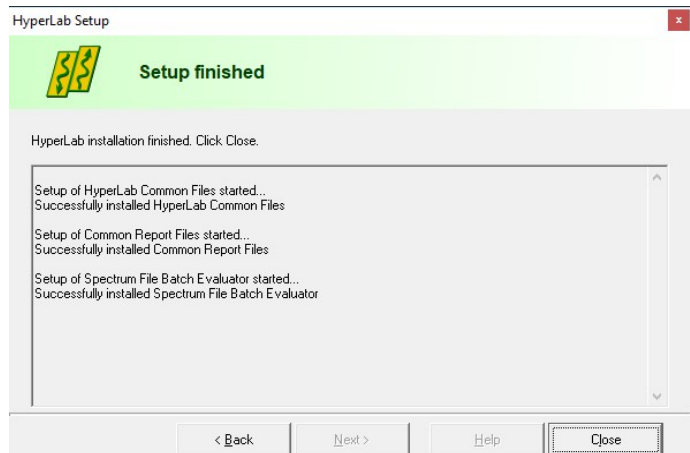 HyperLab Setup
x
Setup finished
HyperLab installation finished. Click Close.
Setup of HyperLab Common Files started...
Successfully installed HyperLab Common Files
Setup of Common Report Files started...
Successfully installed Common Report Files
Setup of Spectrum File Batch Evaluator started...
Successfully installed Spectrum File Batch Evaluator
< Back Next > Help Close